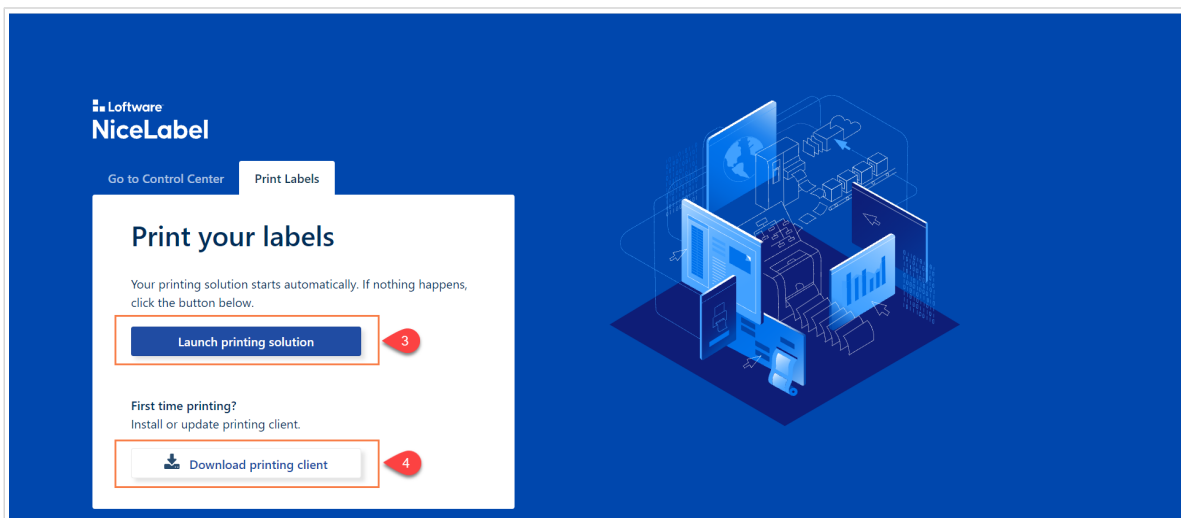 Loftware
NiceLabel
Go to Control Center
Print Labels
Print your labels
Your printing solution starts automatically. If nothing happens,
click the button below.
Launch printing solution
3
First time printing?
Install or update printing client.
Download printing client
4